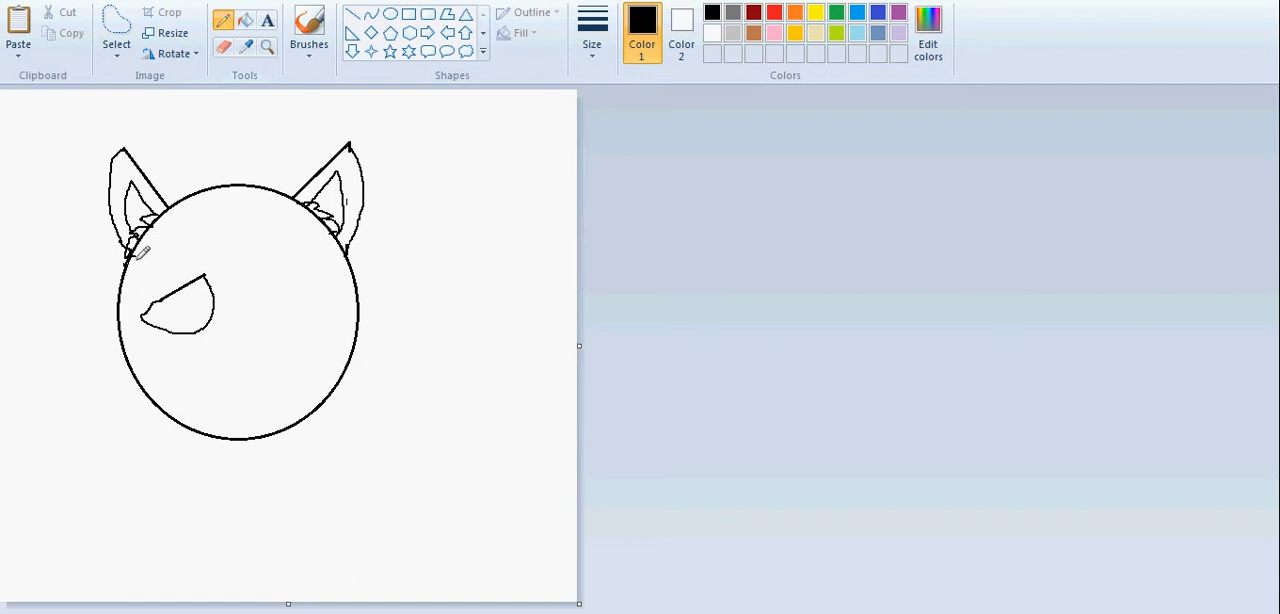 Paste
Cut
Copy
Clipboard
Select
Crop
Resize
Rotate
Image
A
Tools
Brushes
Outline
Fill
Shapes
Size
Color
1
Color
2
Edit
colors
Colors